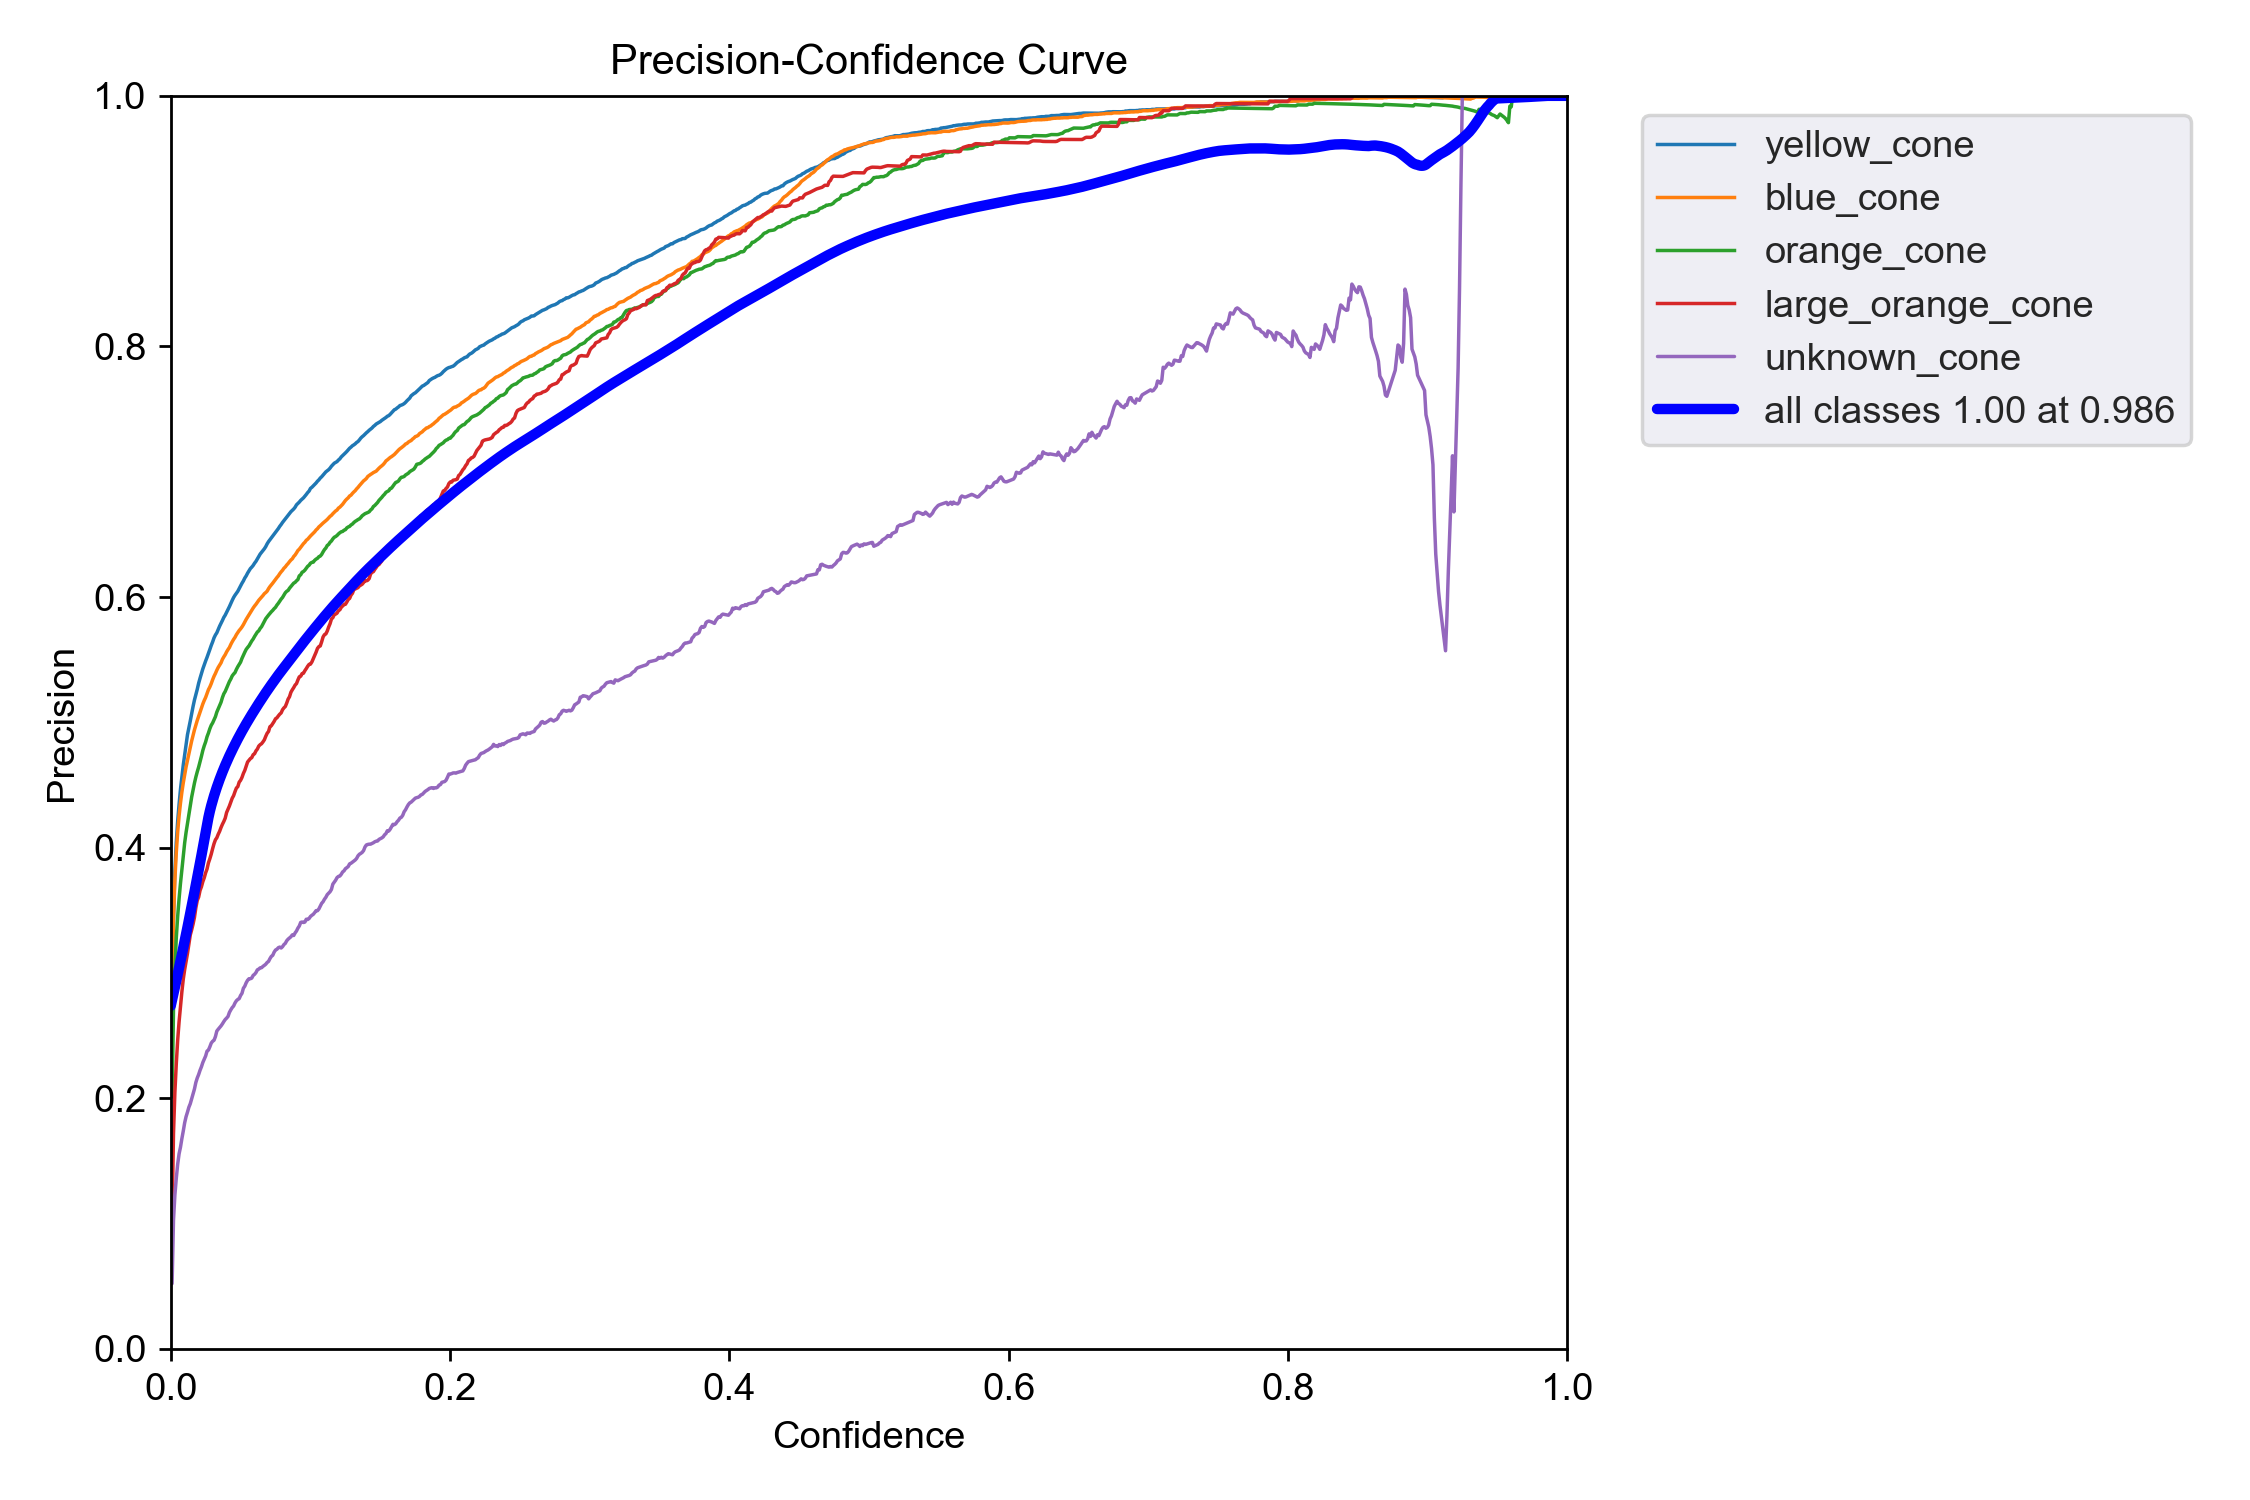 Precision-Confidence Curve
1.0
0.8
0.6
0.4
0.2
0.0
Precision
0.0 0.2 0.4 0.6 0.8 1.0
Confidence
yellow_cone
blue_cone
orange_cone
large_orange_cone
unknown_cone
all classes 1.00 at 0.986